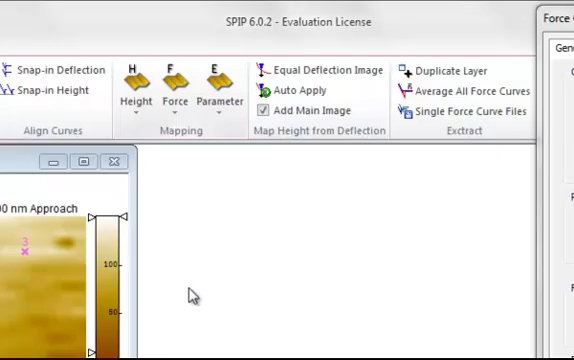 SPIP 6.0.2 - Evaluation License
Force
Snap-in Deflection
Snap-in Height
Align Curves
H
F
E
Height
Force
Parameter
Mapping
Equal Deflection Image
Auto Apply
Add Main Image
Map Height from Deflection
Duplicate Layer
Average All Force Curves
Single Force Curve Files
Extract
00 nm Approach
3
100
50